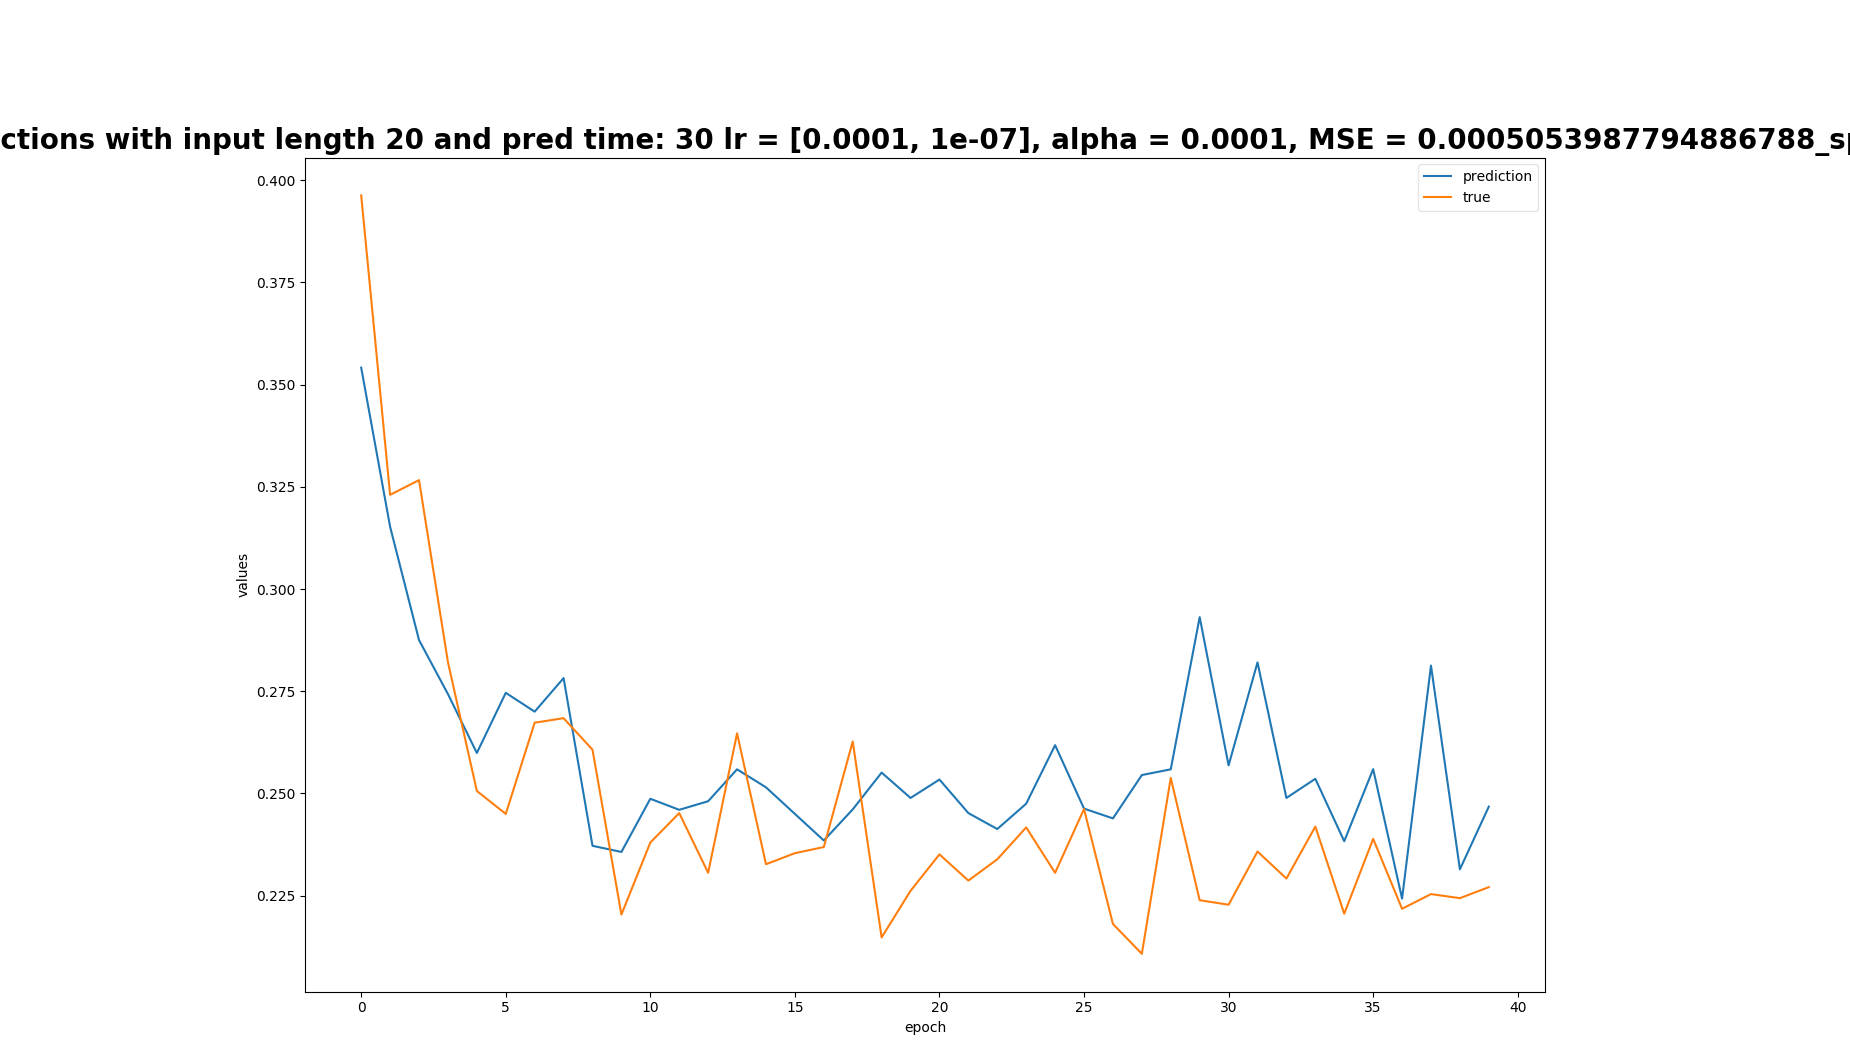 ctions with input length 20 and pred time: 30 lr = [0.0001, 1e-07], alpha = 0.0001, MSE = 0.0005053987794886788_sp
prediction
true
0.400
0.375
0.350
0.325
0.300
0.275
0.250
0.225
values
0 5 10 15 20 25 30 35 40
epoch